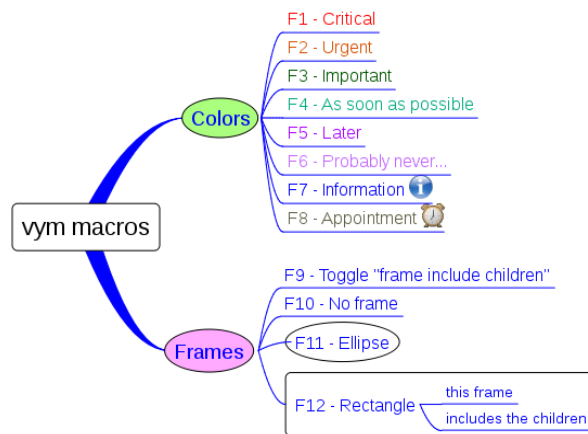 F1 - Critical
F2 - Urgent
F3 - Important
F4 - As soon as possible
Colors
F5 - Later
F6 - Probably never...
F7 - Information
F8 - Appointment
vym macros
F9 - Toggle "frame include children"
F10 - No frame
Frames
F11 - Ellipse
F12 - Rectangle
this frame
includes the children